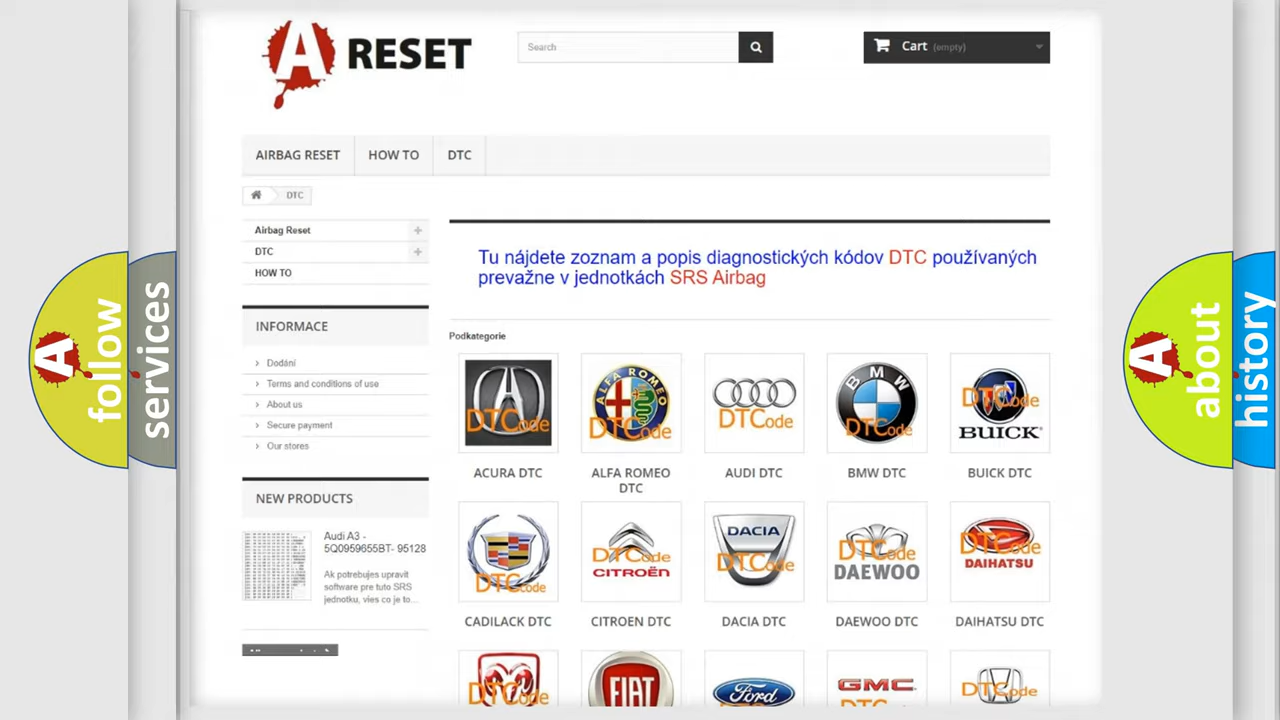 A RESET
Search
Cart (empty)
AIRBAG RESET
HOW TO
DTC
DTC
Airbag Reset
DTC
HOW TO
INFORMACE
Dodání
Terms and conditions of use
About us
Secure payment
Our stores
NEW PRODUCTS
Audi A3 -
5Q0959655BT- 95128
Ak potrebujes upravit
software pre tuto SRS
jednotku, vies co je to...
Tu nájdete zoznam a popis diagnostických kódov DTC používaných
prevažne v jednotkách SRS Airbag
Podkategorie
DTCode
ALFA ROMEO
DTCode
DTCode
BMW
DTCode
DTCode
BUICK
ACURA DTC
ALFA ROMEO
DTC
AUDI DTC
BMW DTC
BUICK DTC
DTCode
DTCode
CITROËN
DACIA
DTCode
DTCode
DAEWOO
DTCode
DAIHATSU
CADILACK DTC
CITROEN DTC
DACIA DTC
DAEWOO DTC
DAIHATSU DTC
DTCode
FIAT
Ford
GMC
DTCode
A follow
services
A about
history